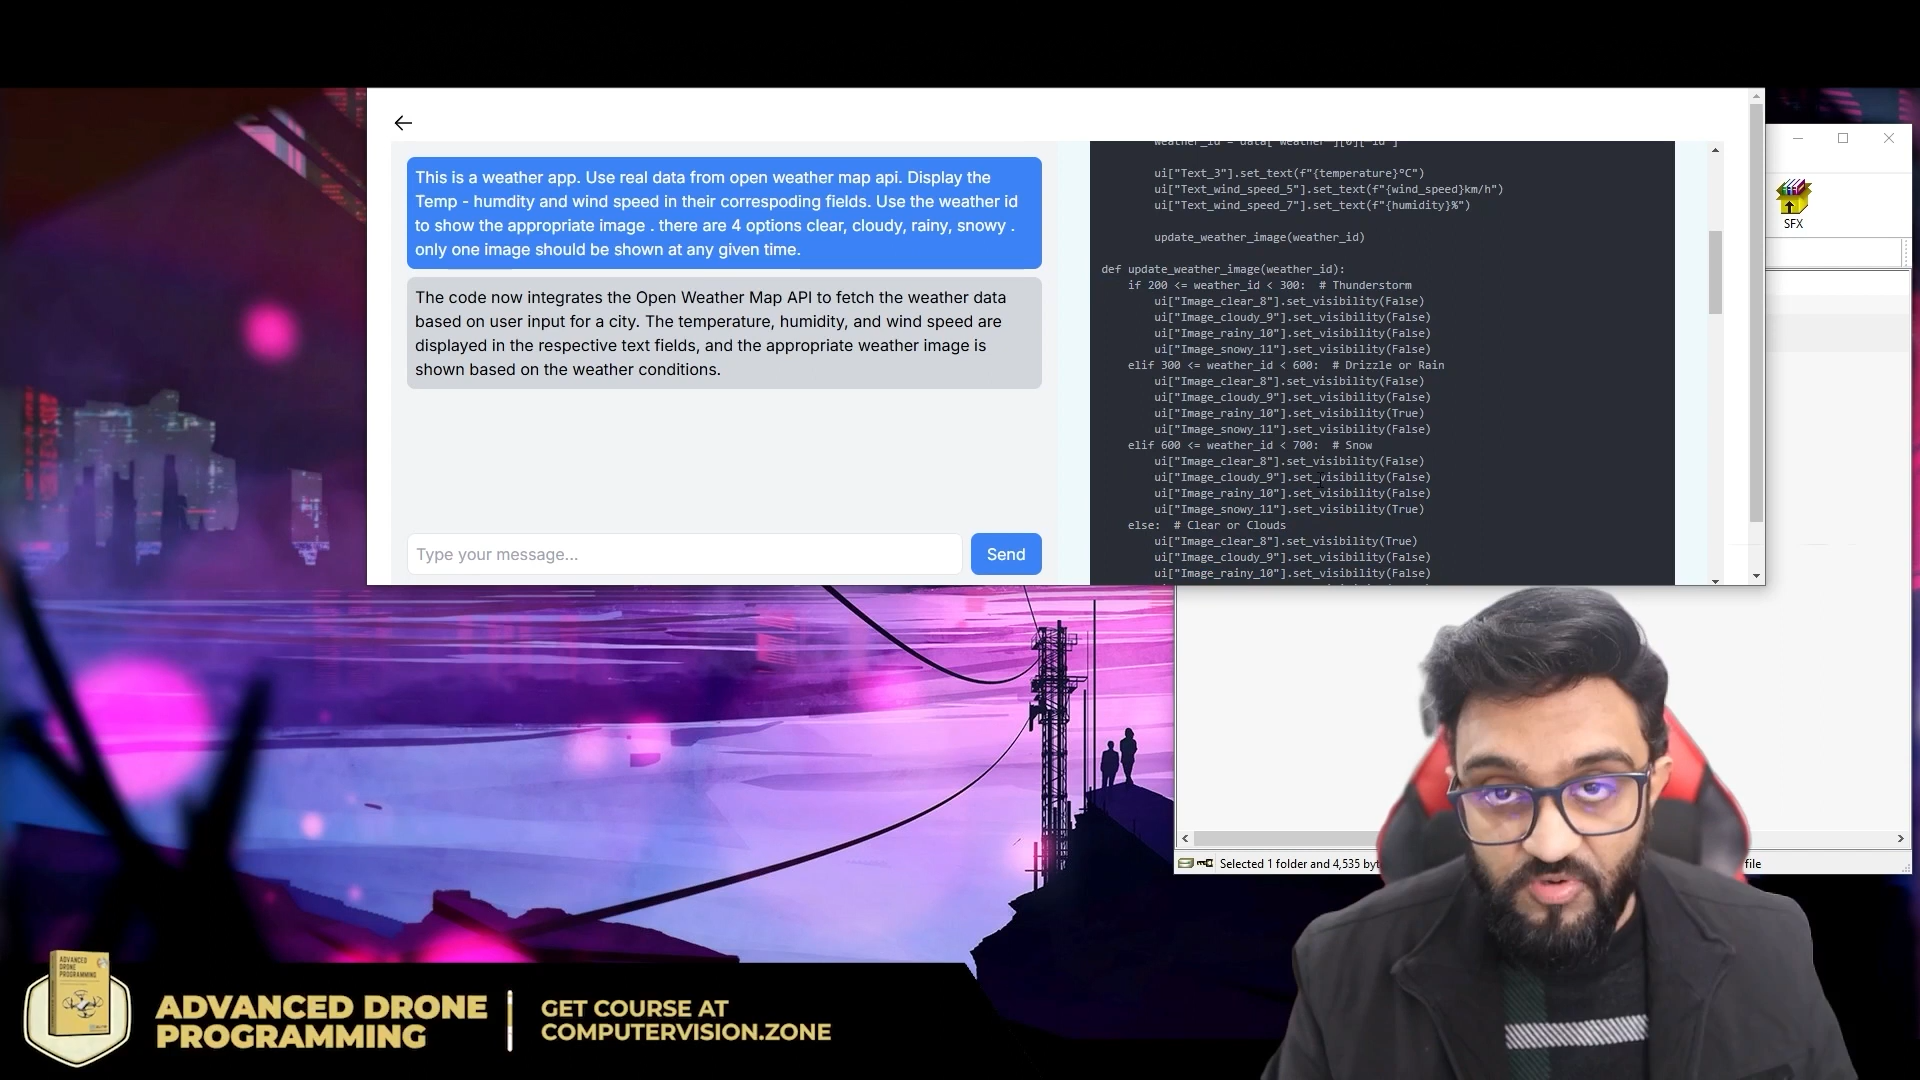 This is a weather app. Use real data from open weather map api. Display the
Temp - humdity and wind speed in their correspoding fields. Use the weather id
to show the appropriate image . there are 4 options clear, cloudy, rainy, snowy .
only one image should be shown at any given time.
The code now integrates the Open Weather Map API to fetch the weather data
based on user input for a city. The temperature, humidity, and wind speed are
displayed in the respective text fields, and the appropriate weather image is
shown based on the weather conditions.
Type your message...
Send
weather_id = data["weather"][0]["id"]
ui["Text_3"].set_text(f"{temperature}°C")
ui["Text_wind_speed_5"].set_text(f"{wind_speed}km/h")
ui["Text_wind_speed_7"].set_text(f"{humidity}%")
update_weather_image(weather_id)
def update_weather_image(weather_id):
if 200 <= weather_id < 300:  # Thunderstorm
ui["Image_clear_8"].set_visibility(False)
ui["Image_cloudy_9"].set_visibility(False)
ui["Image_rainy_10"].set_visibility(False)
ui["Image_snowy_11"].set_visibility(False)
elif 300 <= weather_id < 600:  # Drizzle or Rain
ui["Image_clear_8"].set_visibility(False)
ui["Image_cloudy_9"].set_visibility(False)
ui["Image_rainy_10"].set_visibility(True)
ui["Image_snowy_11"].set_visibility(False)
elif 600 <= weather_id < 700:  # Snow
ui["Image_clear_8"].set_visibility(False)
ui["Image_cloudy_9"].set_visibility(False)
ui["Image_rainy_10"].set_visibility(False)
ui["Image_snowy_11"].set_visibility(True)
else:  # Clear or Clouds
ui["Image_clear_8"].set_visibility(True)
ui["Image_cloudy_9"].set_visibility(False)
ui["Image_rainy_10"].set_visibility(False)
SFX
Selected 1 folder and 4,535 byt
file
ADVANCED
DRONE
PROGRAMMING
ADVANCED DRONE
PROGRAMMING
GET COURSE AT
COMPUTERVISION.ZONE